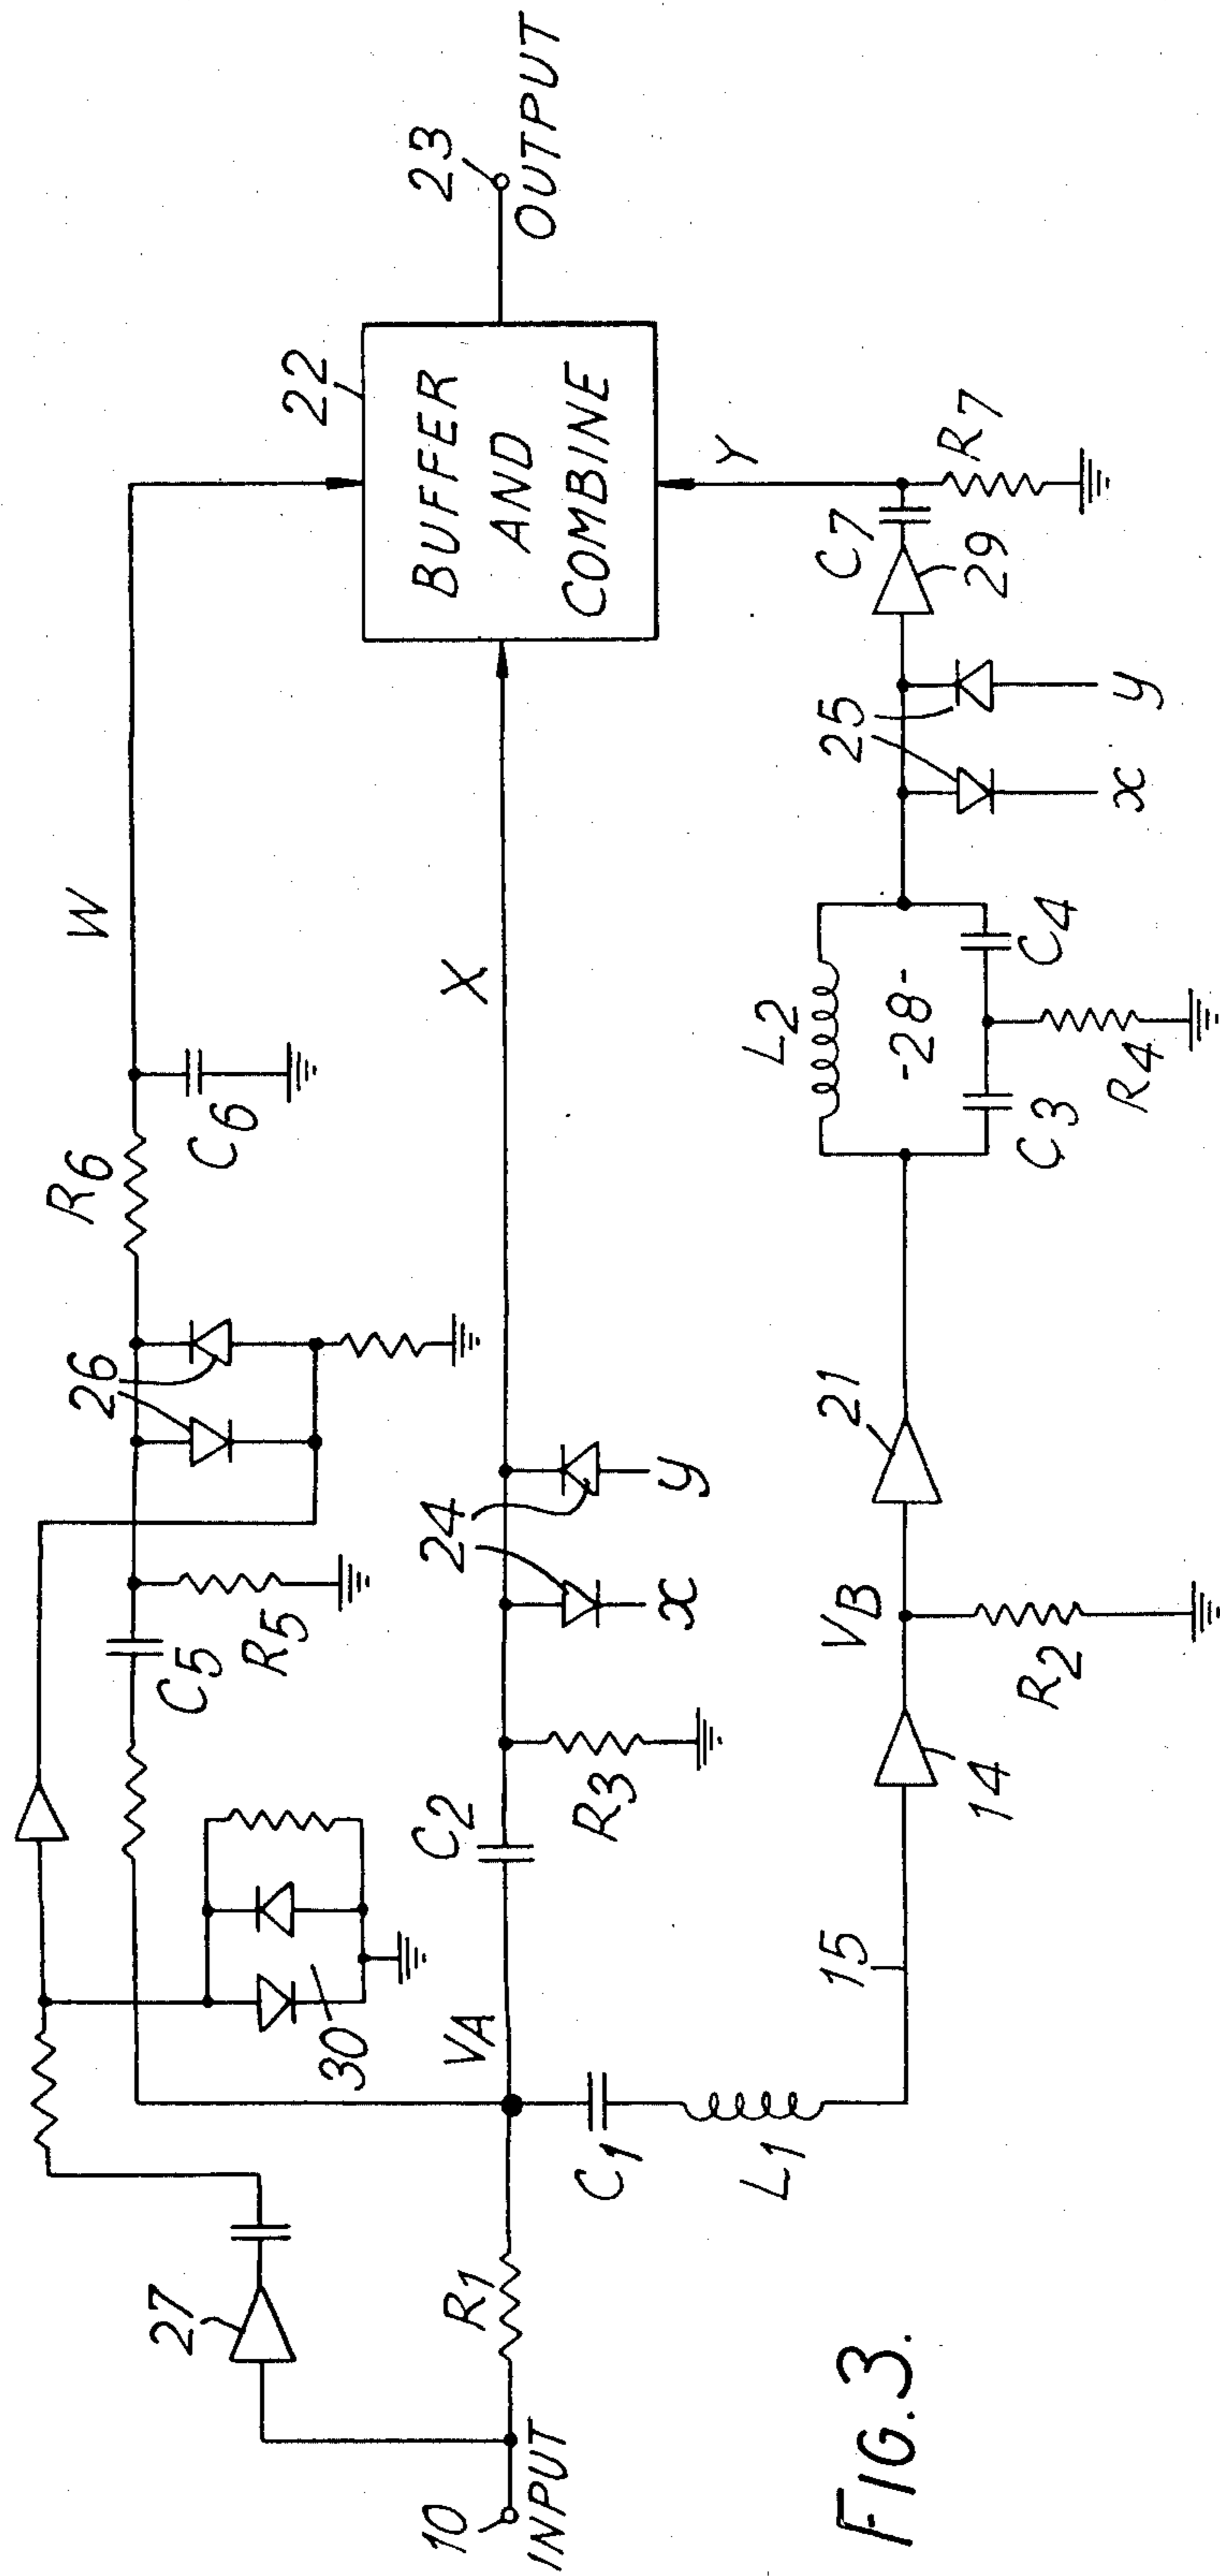 27
30
C5
R5
26
R6
C6
W
10
INPUT
R1
VA
C2
R3
24
x
y
X
22
BUFFER
AND
COMBINE
23
OUTPUT
C1
L1
15
14
VB
R2
21
L2
-28-
C3
C4
R4
25
x
y
29
C7
Y
R7
FIG.3.